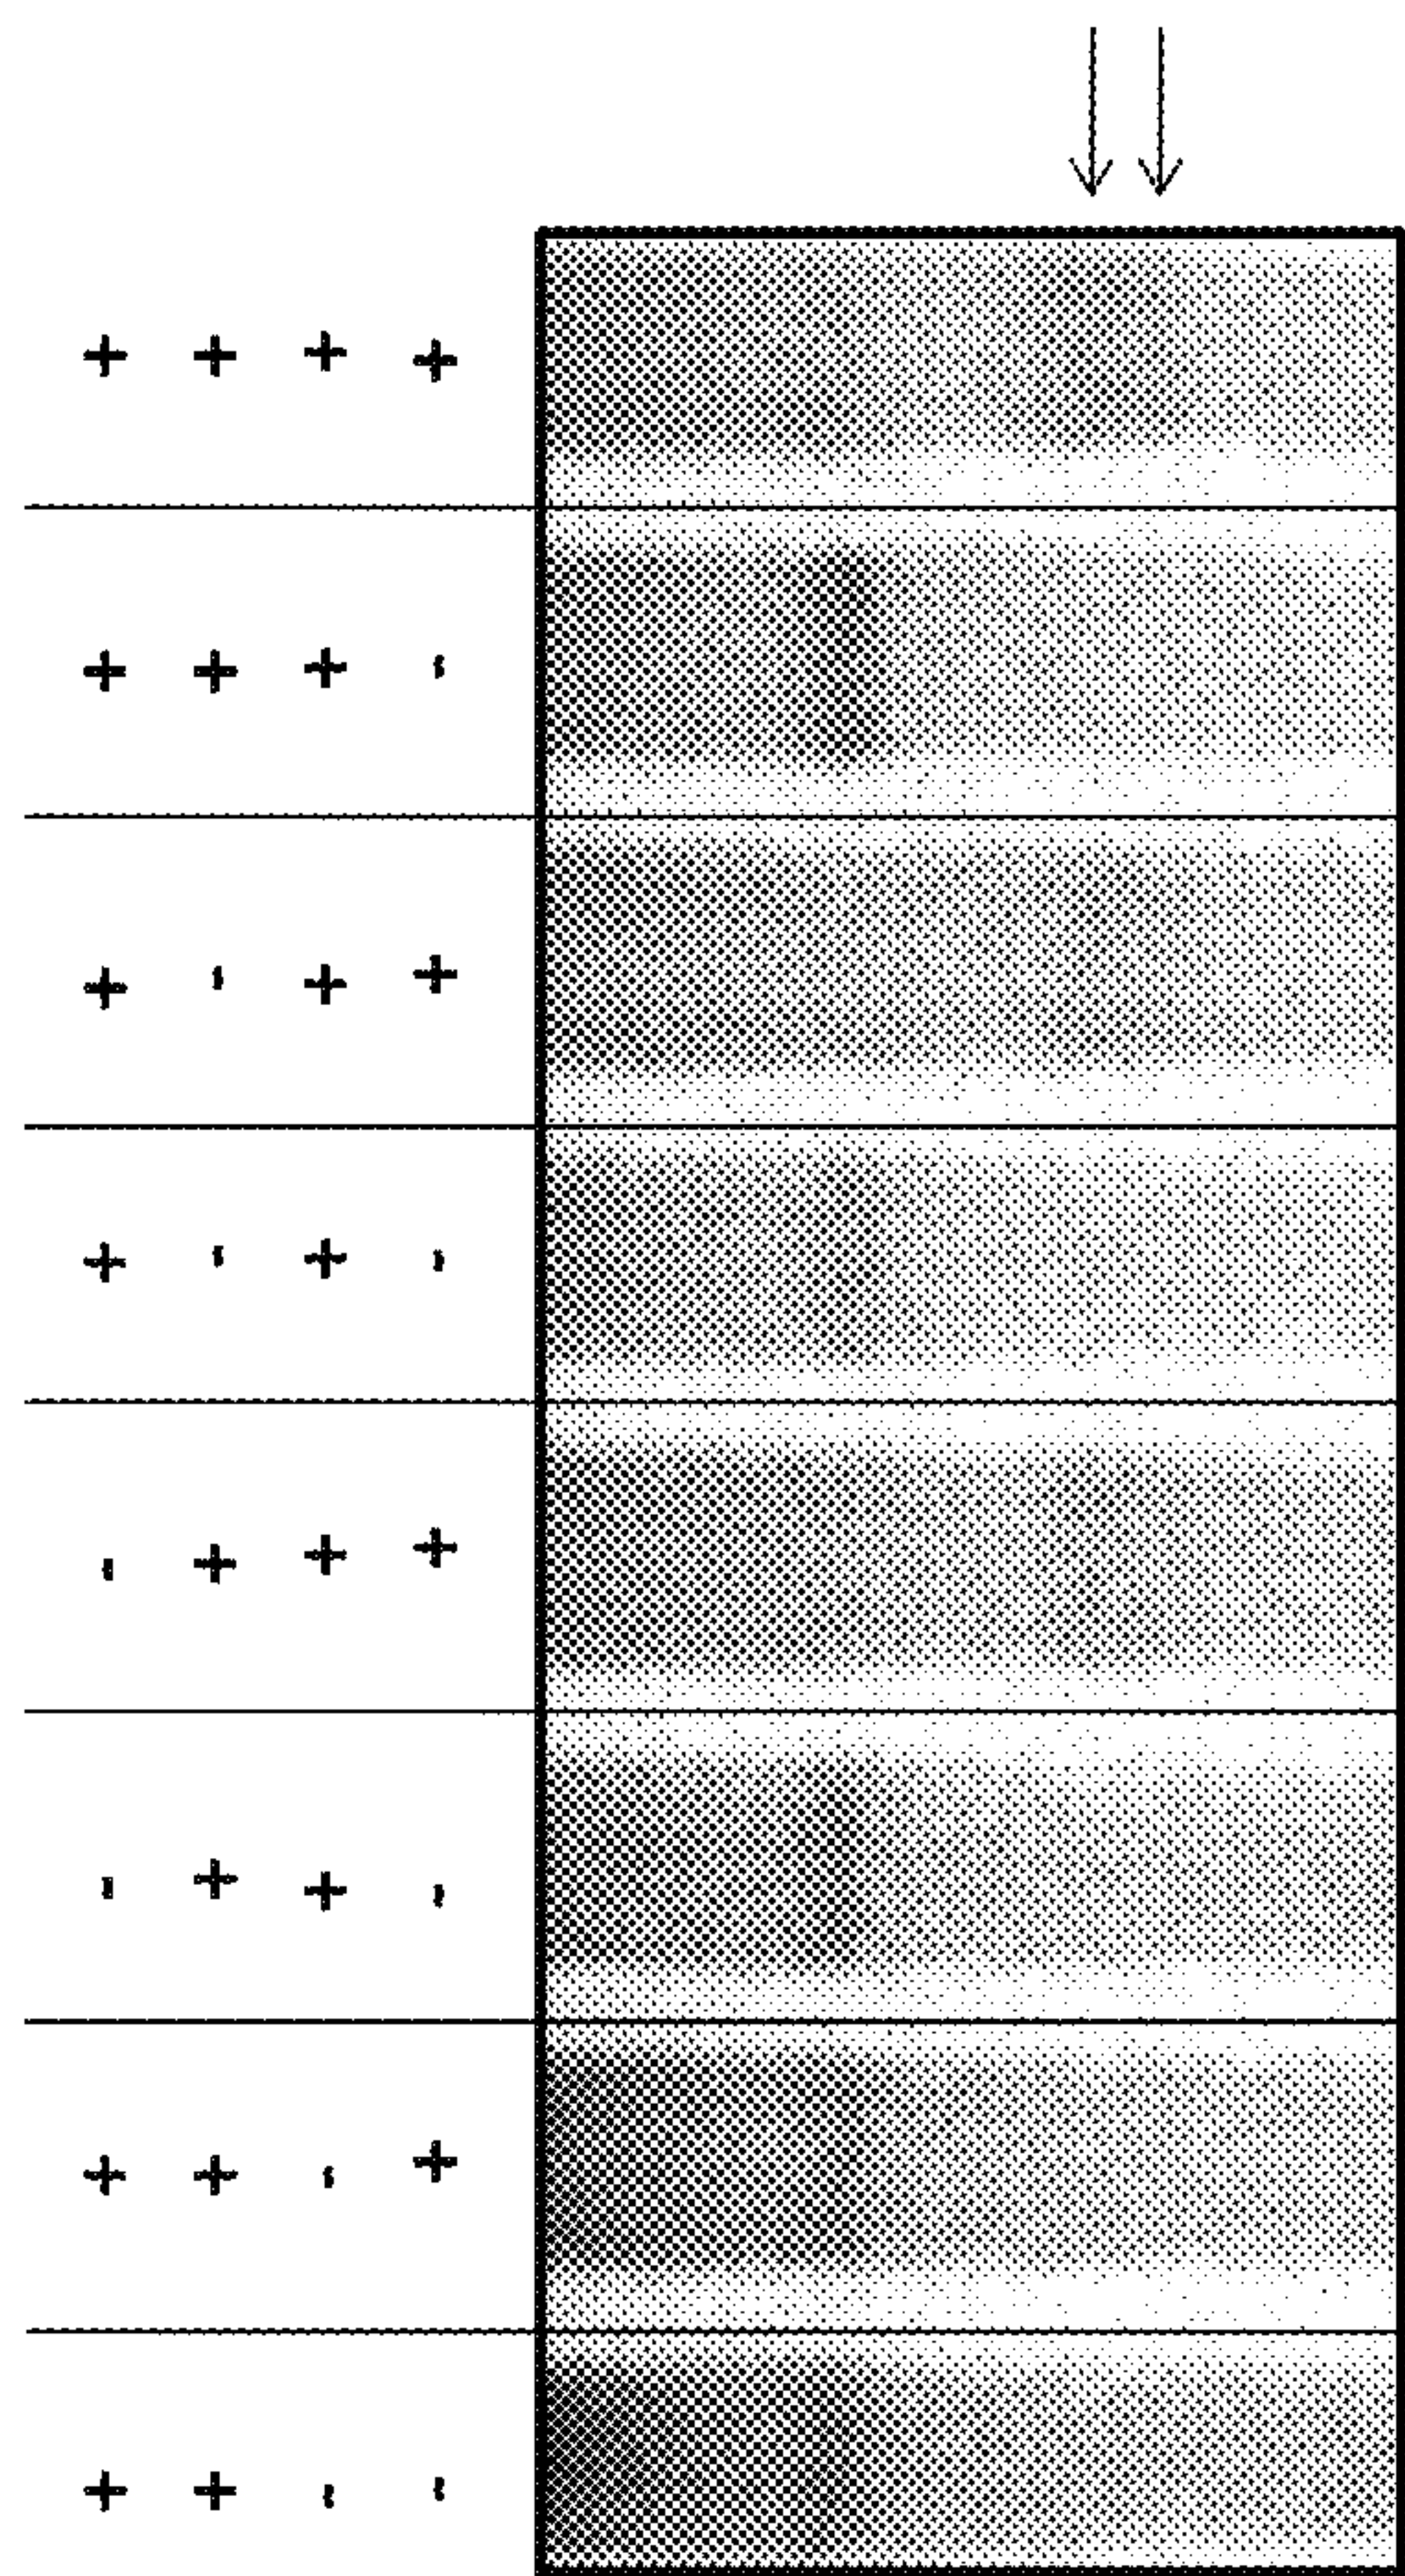 + + + +
+ + + -
+ - + +
+ - + -
- + + +
- + + -
+ + - +
+ + - -